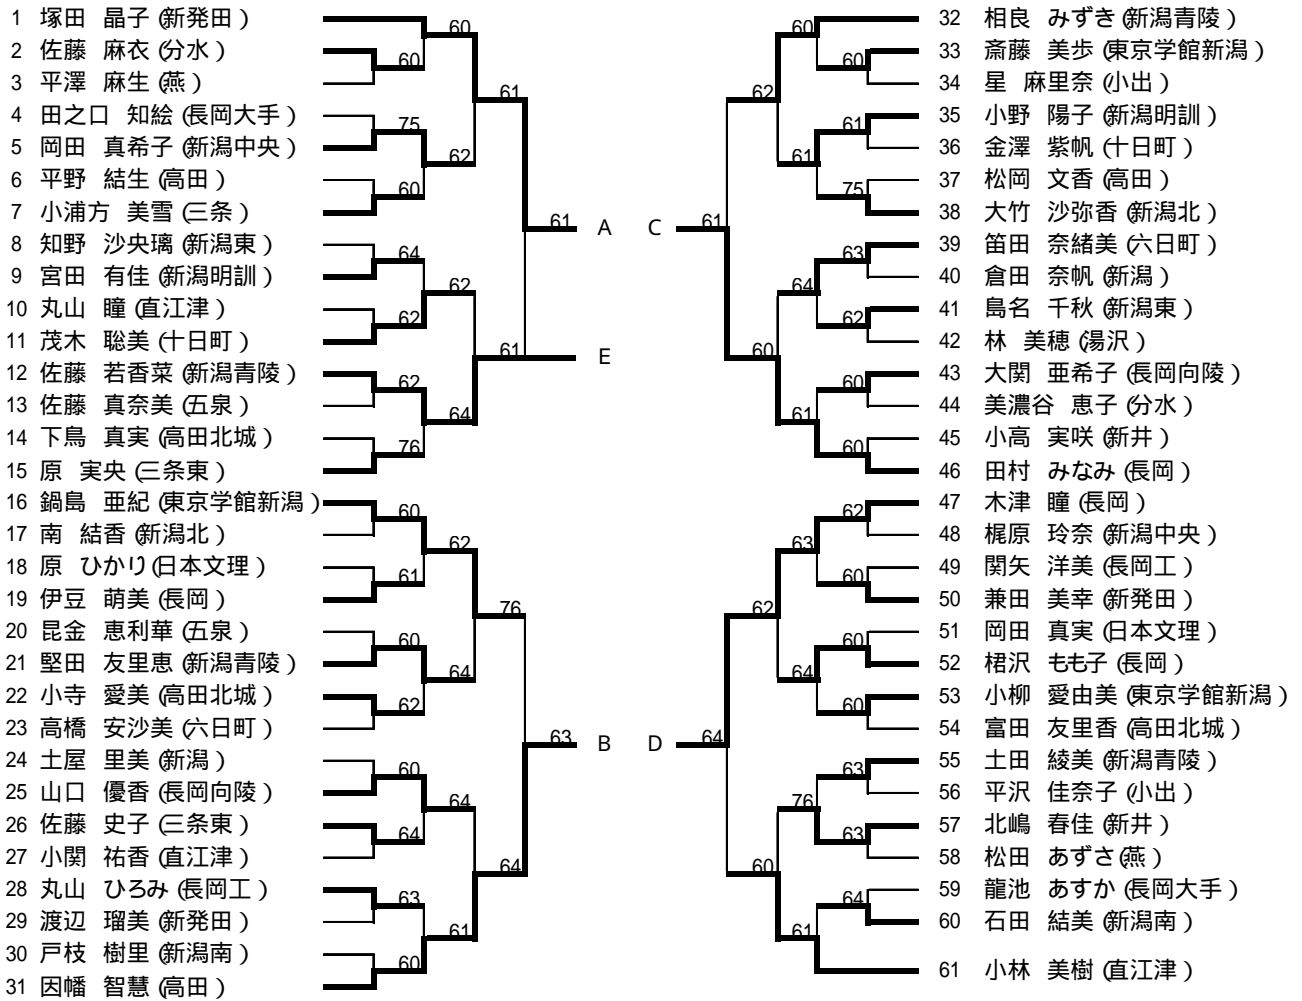 1 塚田 晶子 (新発田)
60
2 佐藤 麻衣 (分水)
60
3 平澤 麻生 (燕)
61
4 田之口 知絵 (長岡大手)
75
5 岡田 真希子 (新潟中央)
62
6 平野 結生 (高田)
60
7 小浦方 美雪 (三条)
61 A
8 知野 沙央璃 (新潟東)
64
9 宮田 有佳 (新潟明訓)
62
10 丸山 瞳 (直江津)
62
11 茂木 聡美 (十日町)
61 E
12 佐藤 若香菜 (新潟青陵)
62
13 佐藤 真奈美 (五泉)
64
14 下鳥 真実 (高田北城)
76
15 原 実央 (三条東)
16 鍋島 亜紀 (東京学館新潟)
60
17 南 結香 (新潟北)
62
18 原 ひかり (日本文理)
61
19 伊豆 萌美 (長岡)
76
20 昆金 恵利華 (五泉)
60
21 堅田 友里恵 (新潟青陵)
64
22 小寺 愛美 (高田北城)
62
23 高橋 安沙美 (六日町)
63 B
24 土屋 里美 (新潟)
60
25 山口 優香 (長岡向陵)
64
26 佐藤 史子 (三条東)
64
27 小関 祐香 (直江津)
64
28 丸山 ひろみ (長岡工)
63
29 渡辺 瑠美 (新発田)
61
30 戸枝 樹里 (新潟南)
60
31 因幡 智慧 (高田)
32 相良 みずき (新潟青陵)
60
33 斎藤 美歩 (東京学館新潟)
60
34 星 麻里奈 (小出)
62
35 小野 陽子 (新潟明訓)
61
36 金澤 紫帆 (十日町)
61
37 松岡 文香 (高田)
75
38 大竹 沙弥香 (新潟北)
C 61
39 笛田 奈緒美 (六日町)
63
40 倉田 奈帆 (新潟)
64
41 島名 千秋 (新潟東)
62
42 林 美穂 (湯沢)
60
43 大関 亜希子 (長岡向陵)
60
44 美濃谷 恵子 (分水)
61
45 小高 実咲 (新井)
60
46 田村 みなみ (長岡)
47 木津 瞳 (長岡)
62
48 梶原 玲奈 (新潟中央)
63
49 関矢 洋美 (長岡工)
60
50 兼田 美幸 (新発田)
62
51 岡田 真実 (日本文理)
60
52 桾沢 もも子 (長岡)
64
53 小柳 愛由美 (東京学館新潟)
60
54 富田 友里香 (高田北城)
D 64
55 土田 綾美 (新潟青陵)
63
56 平沢 佳奈子 (小出)
76
57 北嶋 春佳 (新井)
63
58 松田 あずさ (燕)
60
59 龍池 あすか (長岡大手)
64
60 石田 結美 (新潟南)
61
61 小林 美樹 (直江津)